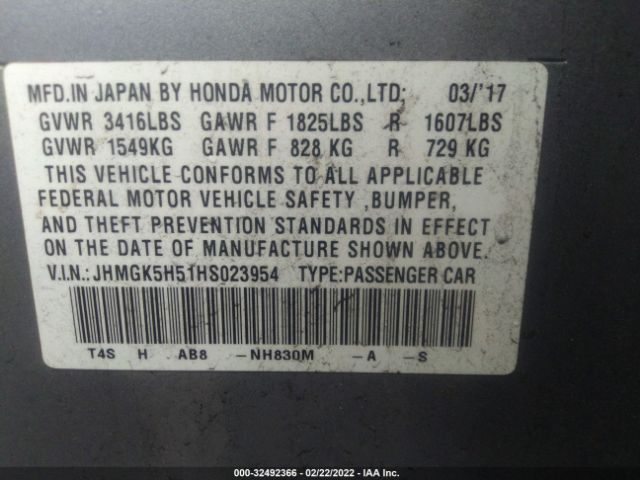 MFD.IN JAPAN BY HONDA MOTOR CO.,LTD; 03/'17
GVWR 3416LBS GAWR F 1825LBS R 1607LBS
GVWR 1549KG GAWR F 828 KG R 729 KG
THIS VEHICLE CONFORMS TO ALL APPLICABLE
FEDERAL MOTOR VEHICLE SAFETY ,BUMPER,
AND THEFT PREVENTION STANDARDS IN EFFECT
ON THE DATE OF MANUFACTURE SHOWN ABOVE.
V.I.N.:JHMGK5H51HS023954 TYPE:PASSENGER CAR
T4S H AB8 -NH830M -A -S
000-32492366 - 02/22/2022 - IAA Inc.